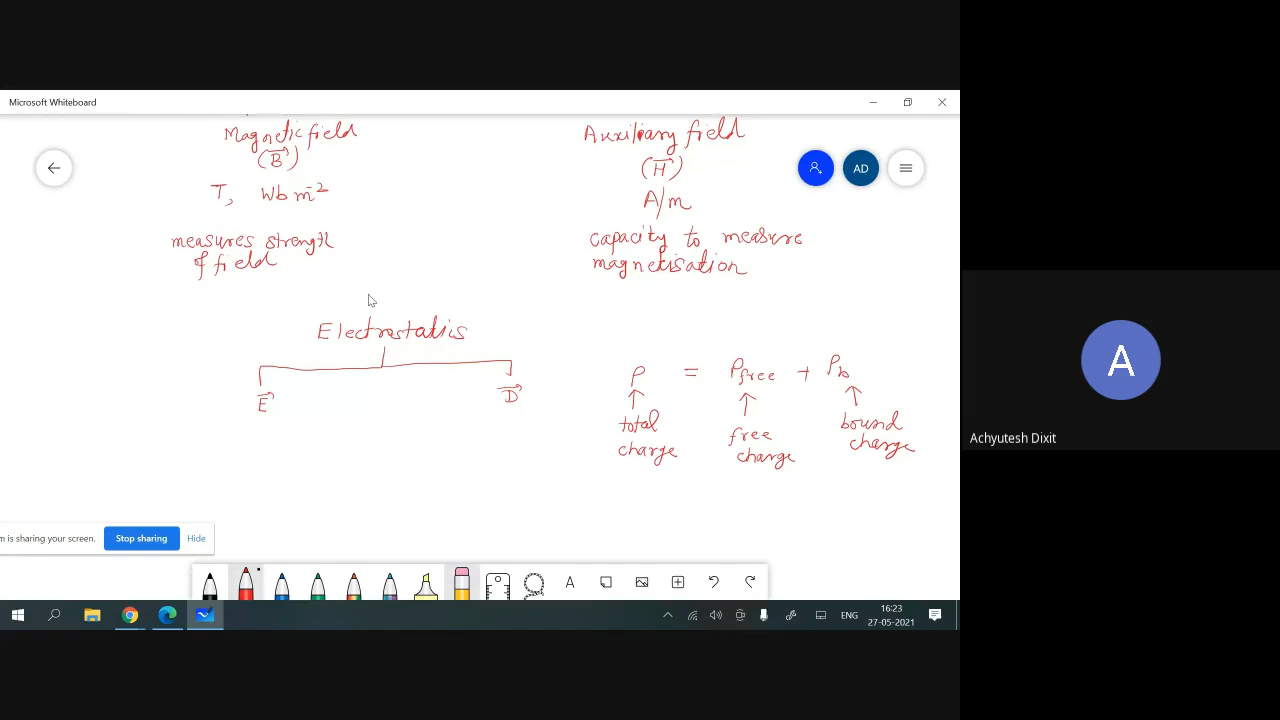 Microsoft Whiteboard
Magnetic field
(B⃗)
T, Wb m⁻²
measures strength
of field
Auxiliary field
(H⃗)
A/m
capacity to measure
magnetisation
AD
Electrostatics
E⃗
D⃗
ρ = ρfree + ρb
total
charge
free
charge
bound
charge
A
Achyutesh Dixit
m is sharing your screen.
Stop sharing
Hide
A
ENG
16:23
27-05-2021